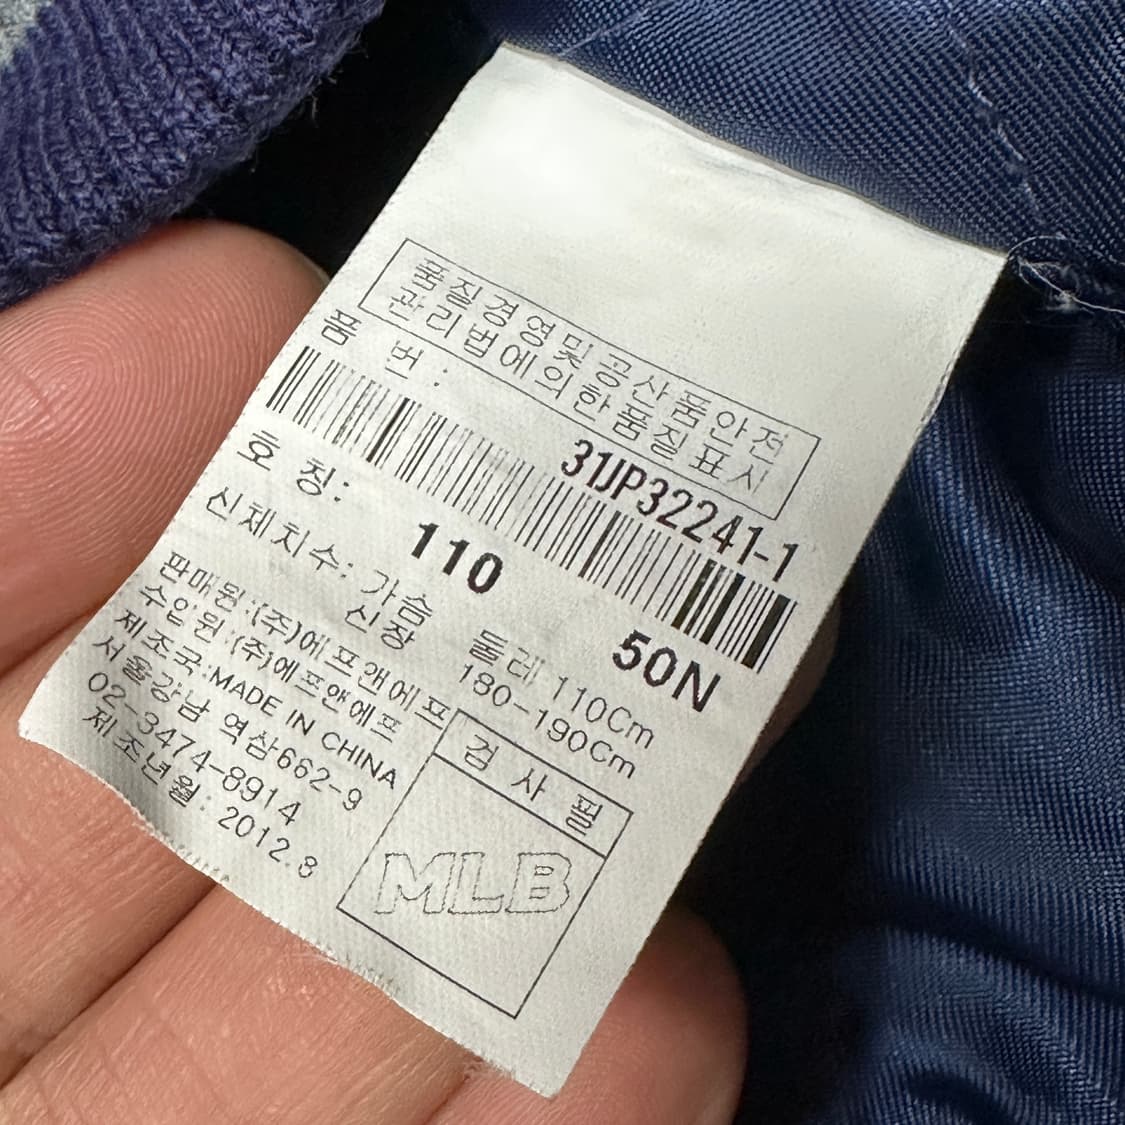 품질경영및공산품안전
관리법에의한품질표시
품 번 :
31JP32241-1
호 칭: 110 50N
신체치수: 가슴 둘레 110Cm
신장 180-190Cm
판매원:(주)에프앤에프
수입원:(주)에프앤에프
제조국:MADE IN CHINA
서울강남 역삼662-9
02-3474-8914
제조년월: 2012.8
검 사 필
MLB